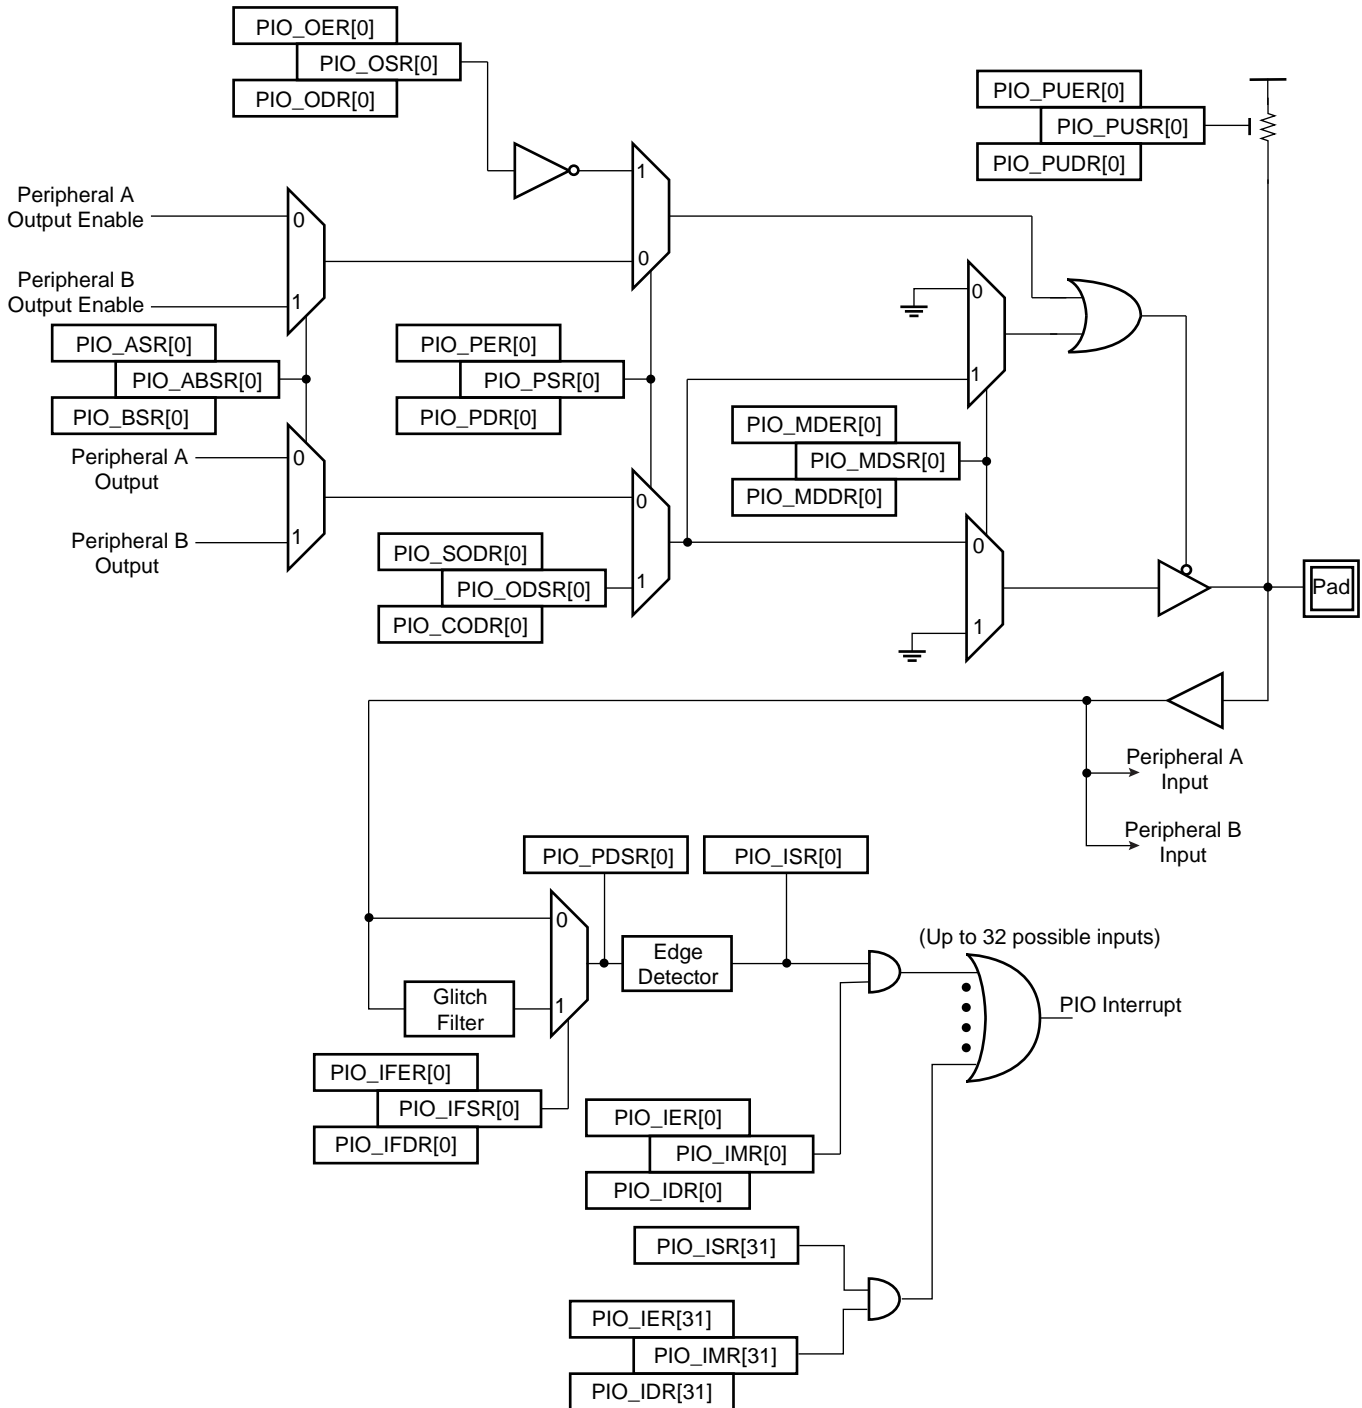 PIO_OER[0]
PIO_OSR[0]
PIO_ODR[0]
PIO_PUER[0]
PIO_PUSR[0]
PIO_PUDR[0]
1
Peripheral A
Output Enable
0
0
Peripheral B
Output Enable
1
0
PIO_ASR[0]
PIO_ABSR[0]
PIO_BSR[0]
PIO_PER[0]
PIO_PSR[0]
PIO_PDR[0]
1
PIO_MDER[0]
PIO_MDSR[0]
PIO_MDDR[0]
Peripheral A
Output
0
0
Peripheral B
Output
1
PIO_SODR[0]
PIO_ODSR[0]
PIO_CODR[0]
1
0
1
Pad
Peripheral A
Input
Peripheral B
Input
PIO_PDSR[0]
PIO_ISR[0]
0
Edge
Detector
(Up to 32 possible inputs)
Glitch
Filter
1
PIO Interrupt
PIO_IFER[0]
PIO_IFSR[0]
PIO_IFDR[0]
PIO_IER[0]
PIO_IMR[0]
PIO_IDR[0]
PIO_ISR[31]
PIO_IER[31]
PIO_IMR[31]
PIO_IDR[31]